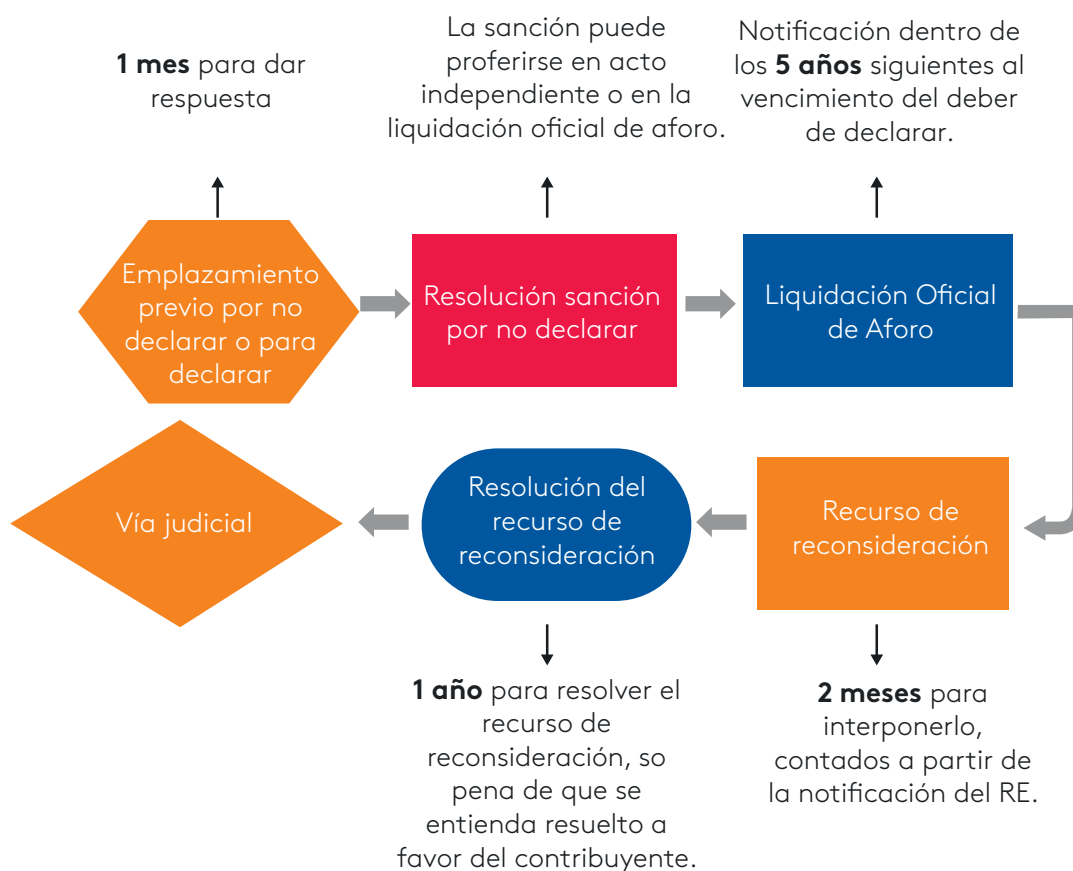 1 mes para dar
respuesta
La sanción puede
proferirse en acto
independiente o en la
liquidación oficial de aforo.
Notificación dentro de
los 5 años siguientes al
vencimiento del deber
de declarar.
Emplazamiento
previo por no
declarar o para
declarar
Resolución sanción
por no declarar
Liquidación Oficial
de Aforo
Recurso de
reconsideración
Resolución del
recurso de
reconsideración
Vía judicial
1 año para resolver el
recurso de
reconsideración, so
pena de que se
entienda resuelto a
favor del contribuyente.
2 meses para
interponerlo,
contados a partir de
la notificación del RE.